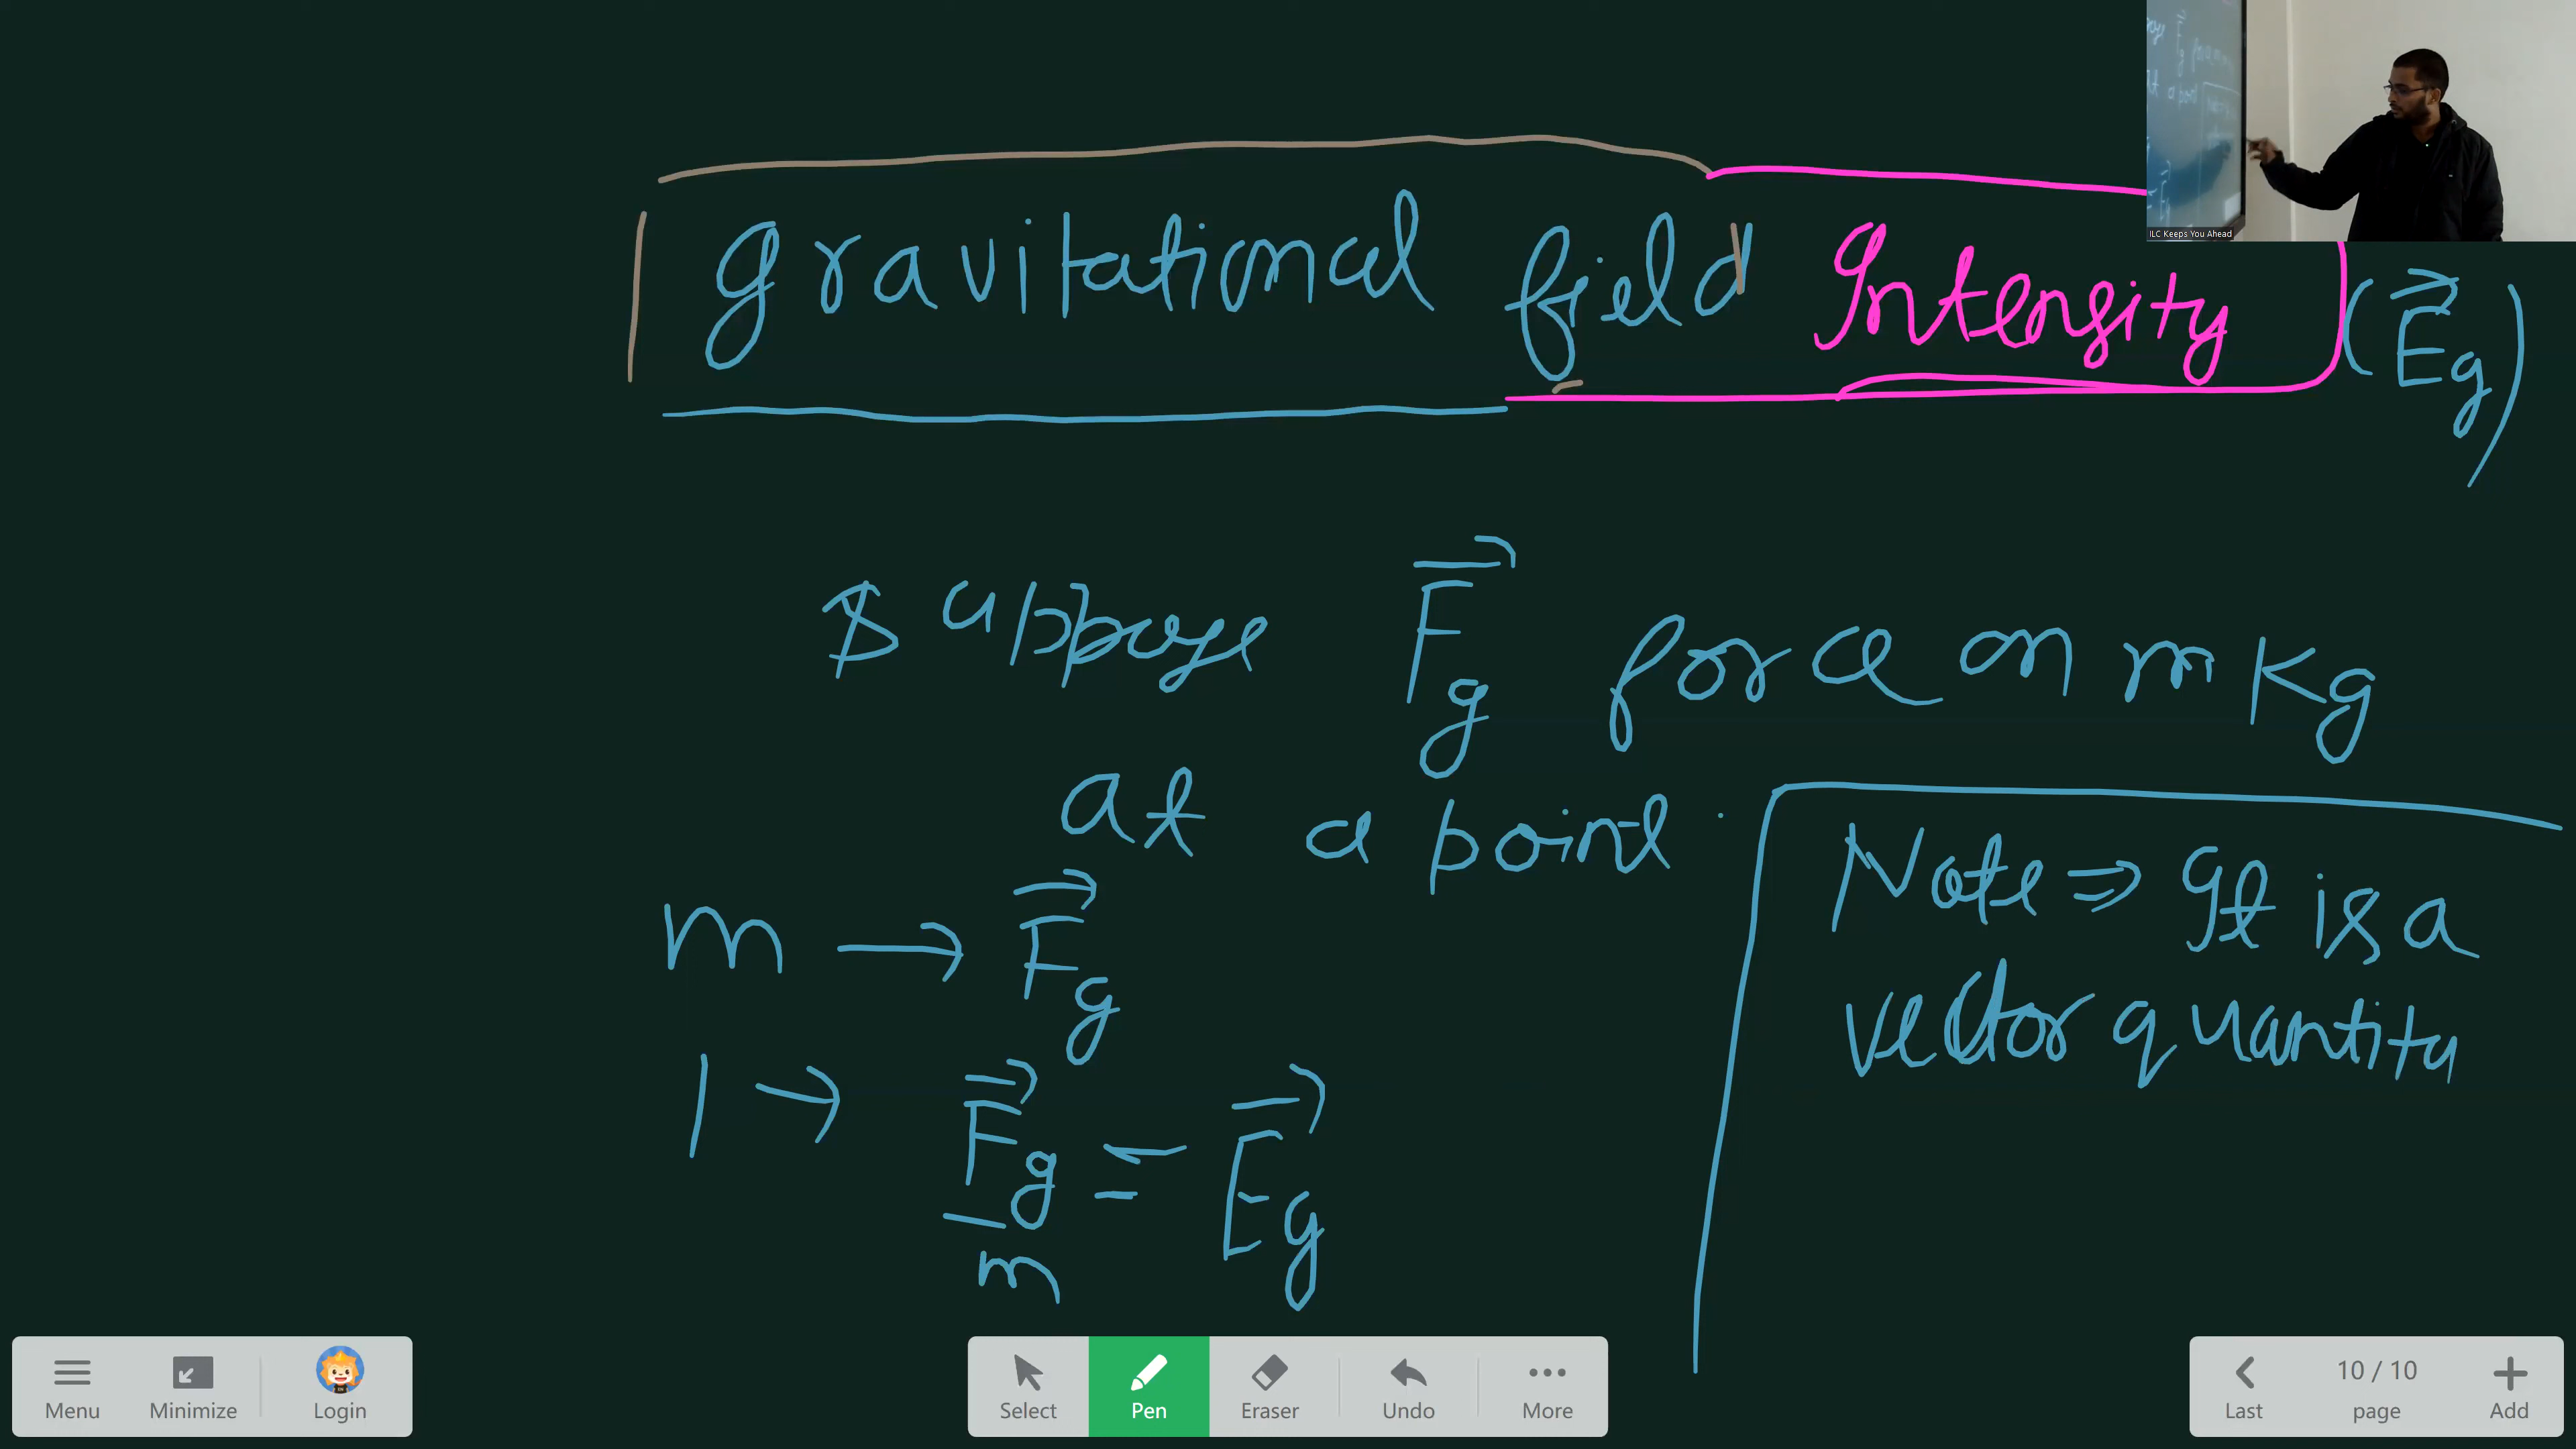 ILC Keeps You Ahead
gravitational field Intensity (E⃗g)
Suppose F⃗g force on m Kg
at a point .
m → F⃗g
1 → F⃗g/m = E⃗g
Note ⇒ It is a
vector quantity
Menu Minimize Login
Select Pen Eraser Undo More
Last 10 / 10 page Add